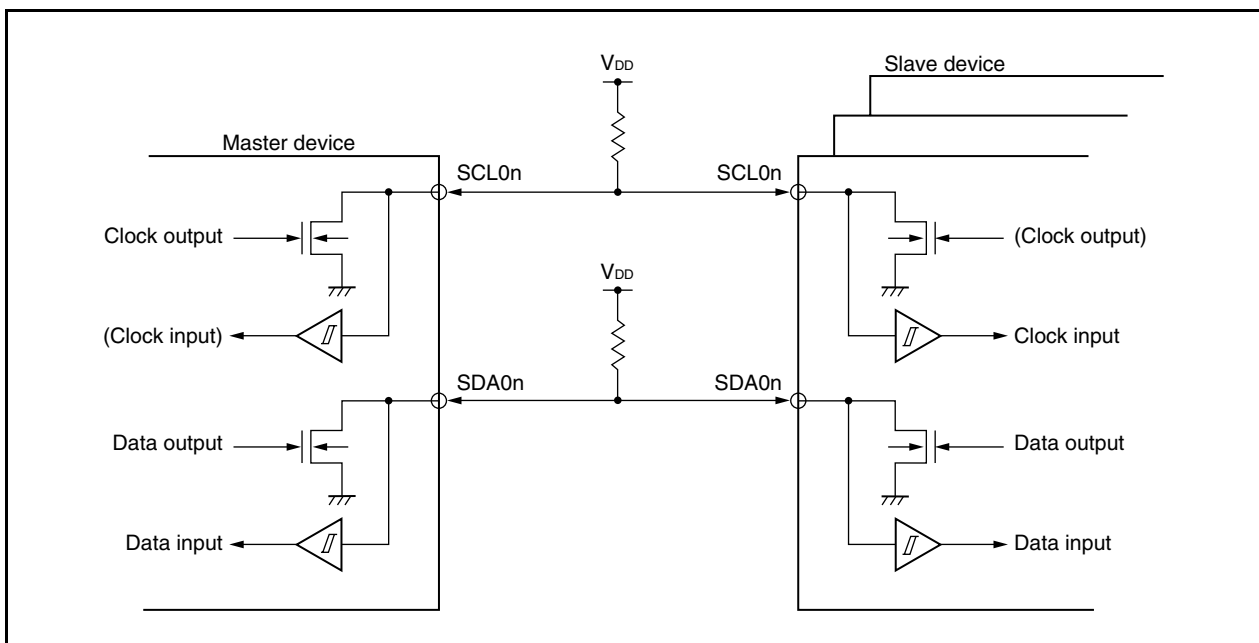 VDD
Slave device
Master device
SCL0n
SCL0n
Clock output
(Clock output)
VDD
(Clock input)
Clock input
SDA0n
SDA0n
Data output
Data output
Data input
Data input